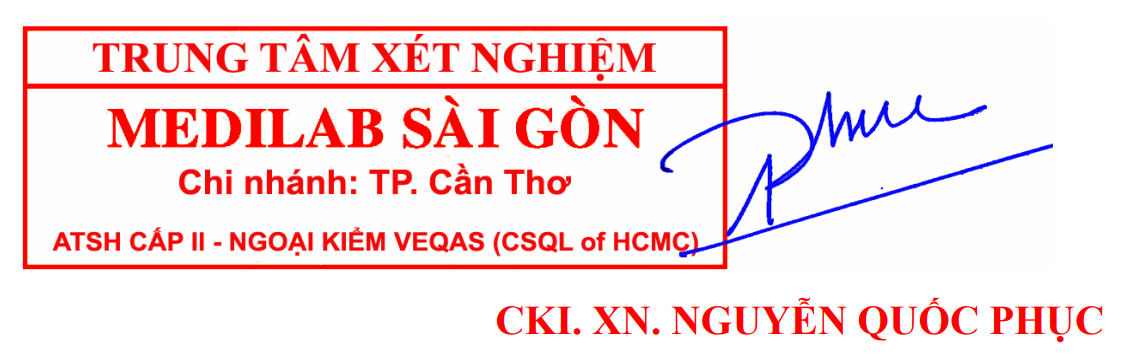 TRUNG TÂM XÉT NGHIỆM
MEDILAB SÀI GÒN
Chi nhánh: TP. Cần Thơ
ATSH CẤP II - NGOẠI KIỂM VEQAS (CSQL of HCMC)
Phuc
CKI. XN. NGUYỄN QUỐC PHỤC